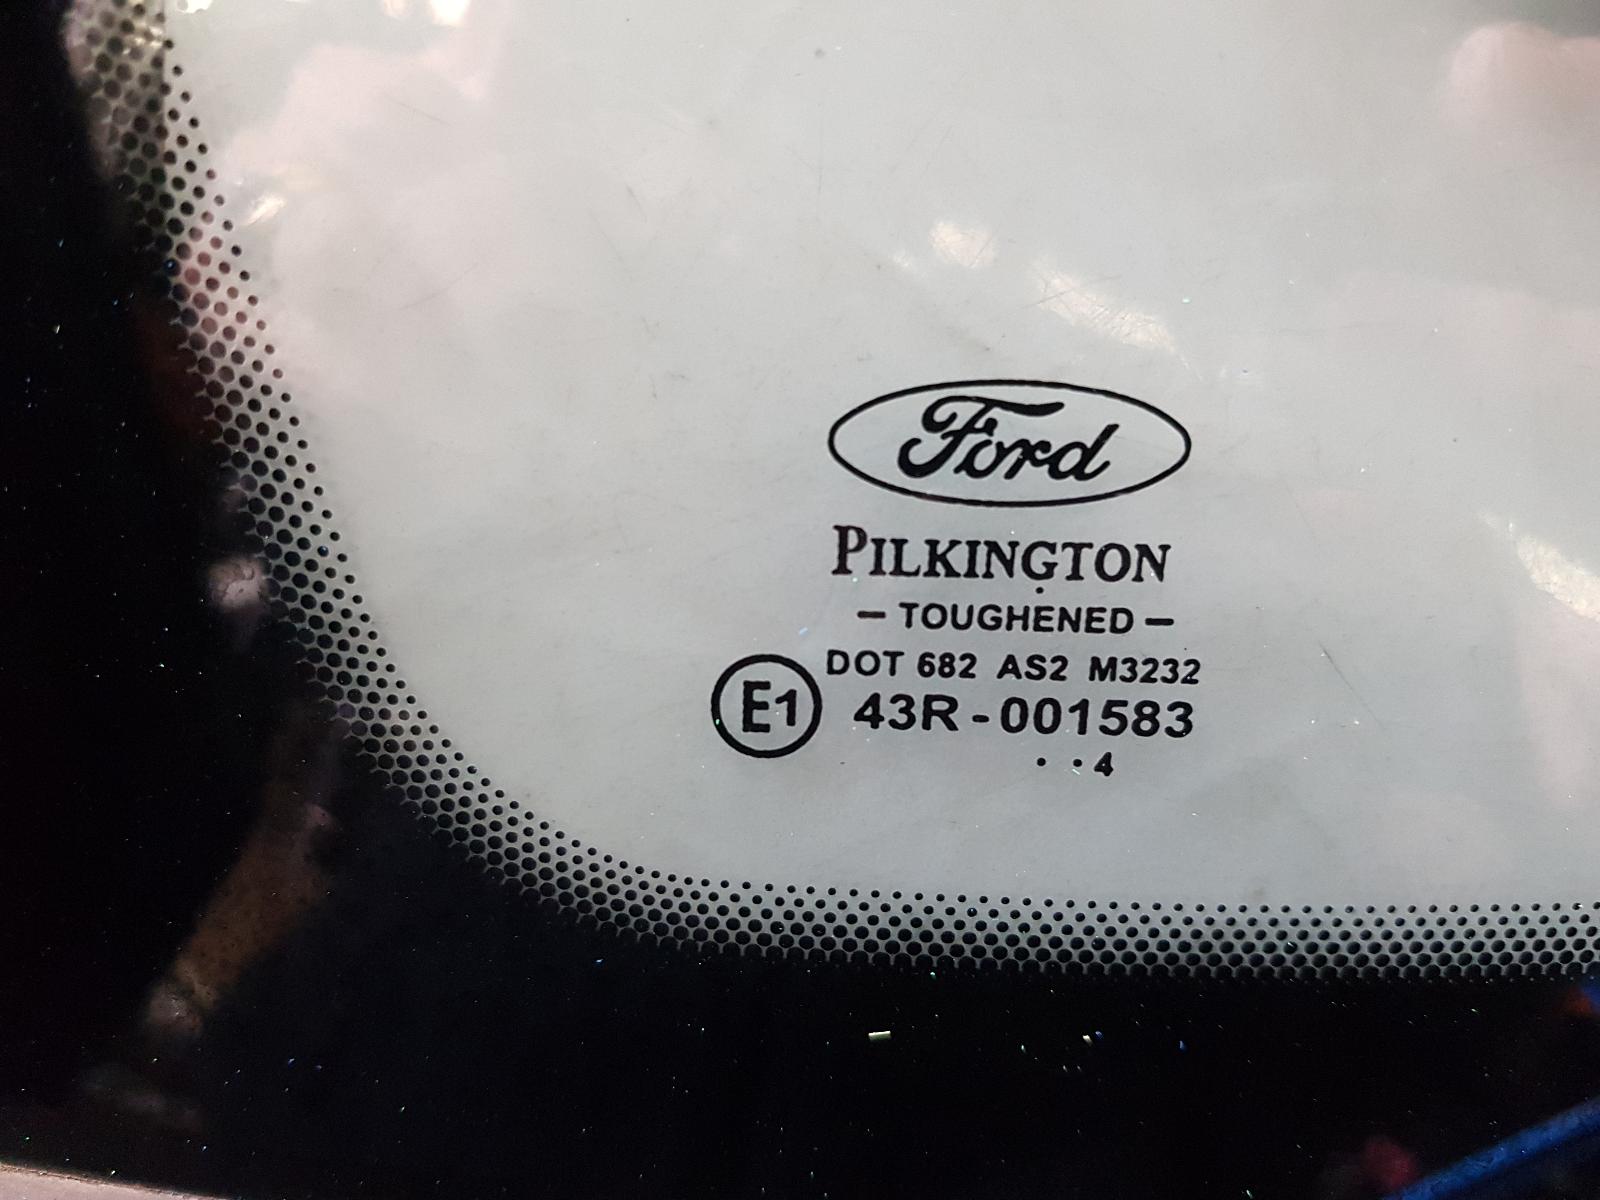 Ford
PILKINGTON
- TOUGHENED -
DOT 682 AS2 M3232
E1 43R-001583
. . 4